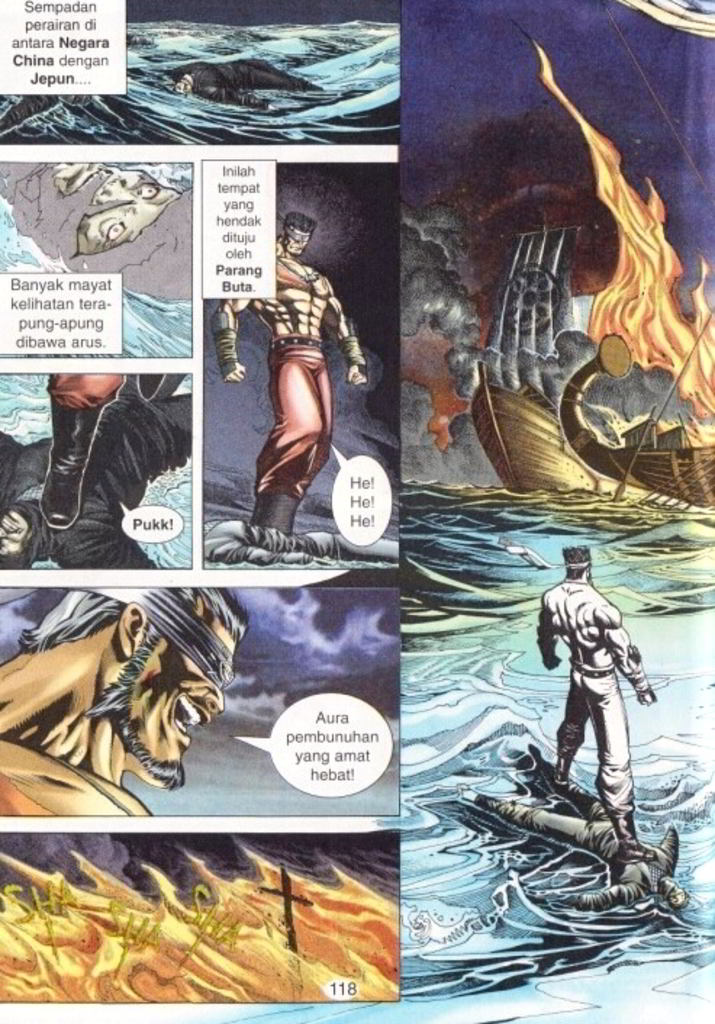 Sempadan
perairan di
antara Negara
China dengan
Jepun....
Banyak mayat
kelihatan tera-
pung-apung
dibawa arus.
Inilah
tempat
yang
hendak
dituju
oleh
Parang
Buta.
Pukk!
He!
He!
He!
Aura
pembunuhan
yang amat
hebat!
SHA
SHA
SHA
118